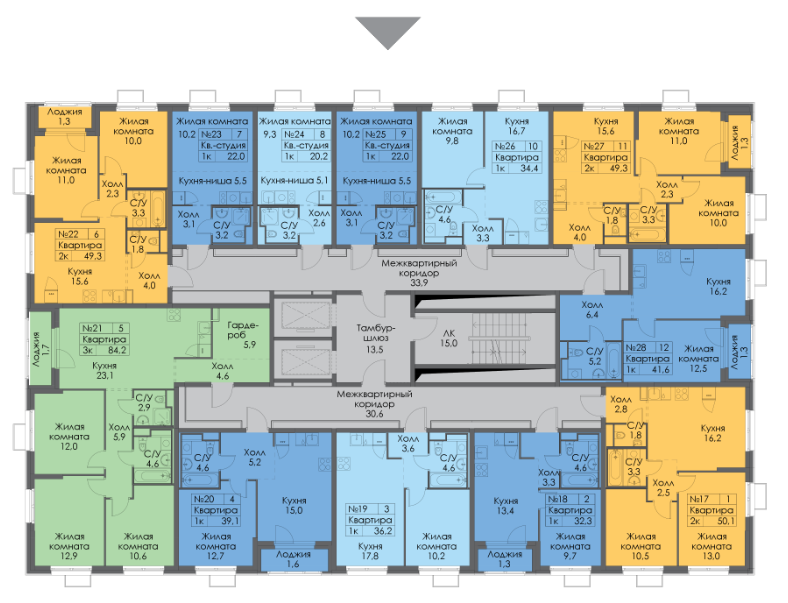 Лоджия
1,3
Жилая
комната
10,0
Жилая
комната
11,0
Холл
2,3
С/У
3.3
№22 6
Квартира
2к 49.3
С/У
1.8
Кухня
15.6
Холл
4,0
Жилая комната
10.2
№23 7
Кв.-студия
1к 22.0
Кухня-ниша 5.5
Холл
3.1
С/У
3.2
Жилая комната
9.3
№24 8
Кв.-студия
1к 20.2
Кухня-ниша 5.1
С/У
3.2
Холл
2.6
Жилая комната
10.2
№25 9
Кв.-студия
1к 22.0
Кухня-ниша 5.5
Холл
3.1
С/У
3.2
Жилая
комната
9,8
Кухня
16.7
№26 10
Квартира
1к 34,4
С/У
4.6
Холл
3.3
Кухня
15.6
№27 11
Квартира
2к 49.3
Жилая
комната
11,0
Лоджия
1,3
Холл
2.3
С/У
1.8
С/У
3.3
Холл
4.0
Жилая
комната
10.0
Межквартирный
коридор
33.9
Кухня
16.2
Холл
6.4
С/У
5.2
№28 12
Квартира
1к 41.6
Жилая
комната
12.5
Лоджия
1.3
Тамбур-
шлюз
13.5
ЛК
15.0
Лоджия
1,7
№21 5
Квартира
3к 84.2
Кухня
23,1
Гарде-
роб
5,9
Холл
4.6
С/У
2.9
Жилая
комната
12.0
Холл
5,9
С/У
4.6
Жилая
комната
12.9
Жилая
комната
10.6
Межквартирный
коридор
30.6
С/У
4.6
Холл
5.2
№20 4
Квартира
1к 39,1
Кухня
15.0
Жилая
комната
12.7
Лоджия
1.6
Холл
3.6
С/У
4.6
№19 3
Квартира
1к 36.2
Кухня
17.8
Жилая
комната
10.2
Холл
3.3
С/У
4.6
Кухня
13.4
№18 2
Квартира
1к 32.3
Лоджия
1.3
Жилая
комната
9.7
Холл
2.8
С/У
1.8
Кухня
16.2
С/У
3.3
Холл
2.5
№17 1
Квартира
2к 50,1
Жилая
комната
10.5
Жилая
комната
13.0